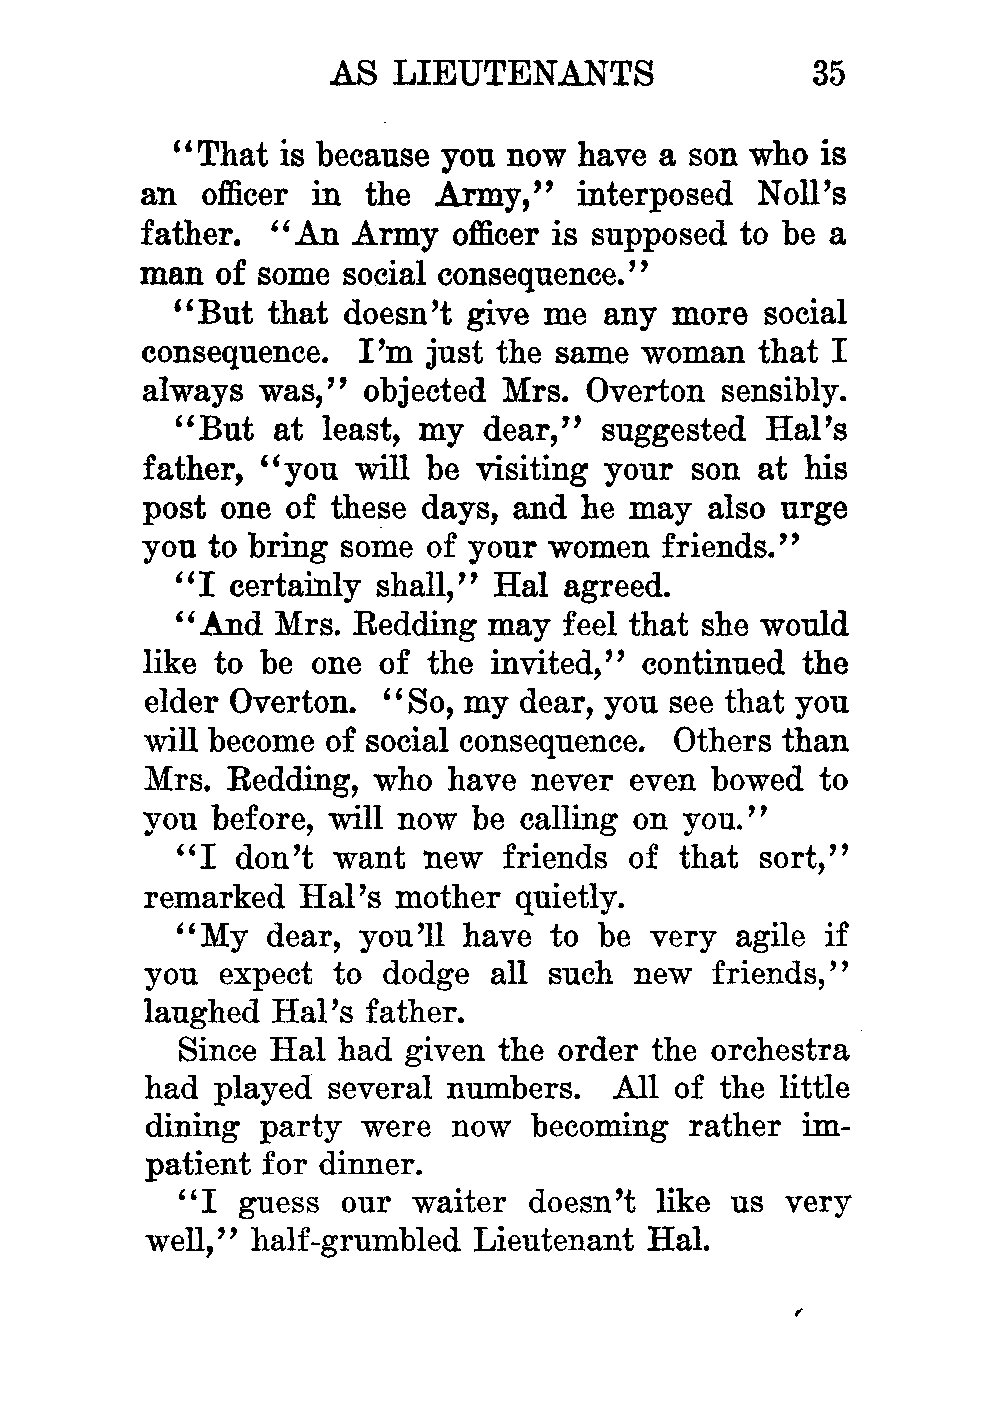 AS LIEUTENANTS 35
"That is because you now have a son who is
an officer in the Army," interposed Noll's
father. "An Army officer is supposed to be a
man of some social consequence."
"But that doesn't give me any more social
consequence. I'm just the same woman that I
always was," objected Mrs. Overton sensibly.
"But at least, my dear," suggested Hal's
father, "you will be visiting your son at his
post one of these days, and he may also urge
you to bring some of your women friends."
"I certainly shall," Hal agreed.
"And Mrs. Redding may feel that she would
like to be one of the invited," continued the
elder Overton. "So, my dear, you see that you
will become of social consequence. Others than
Mrs. Redding, who have never even bowed to
you before, will now be calling on you."
"I don't want new friends of that sort,"
remarked Hal's mother quietly.
"My dear, you'll have to be very agile if
you expect to dodge all such new friends,"
laughed Hal's father.
Since Hal had given the order the orchestra
had played several numbers. All of the little
dining party were now becoming rather im-
patient for dinner.
"I guess our waiter doesn't like us very
well," half-grumbled Lieutenant Hal.